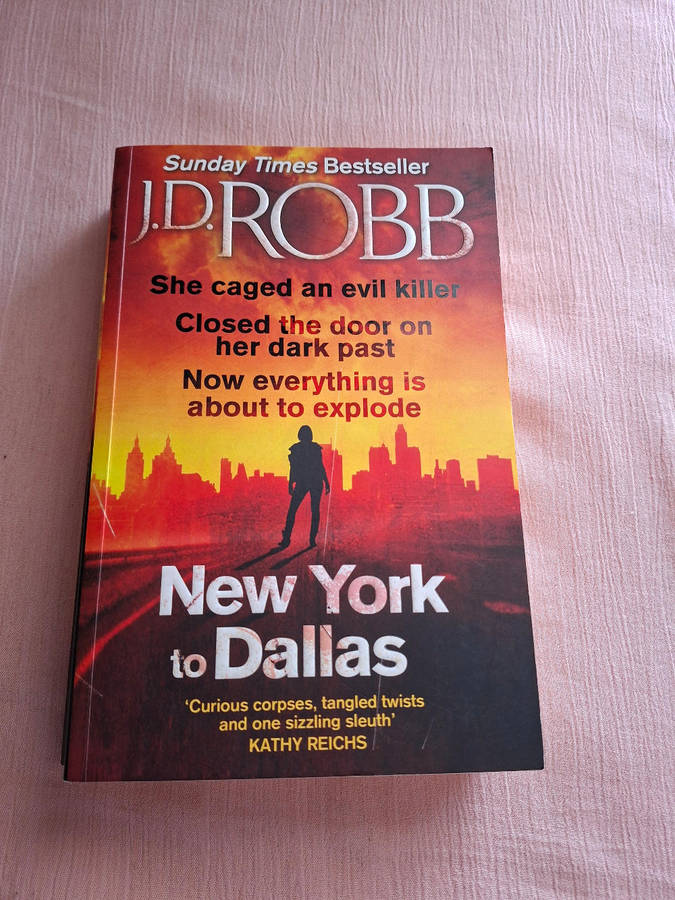 Sunday Times Bestseller
J.D.ROBB
She caged an evil killer
Closed the door on
her dark past
Now everything is
about to explode
New York
to Dallas
‘Curious corpses, tangled twists
and one sizzling sleuth’
KATHY REICHS